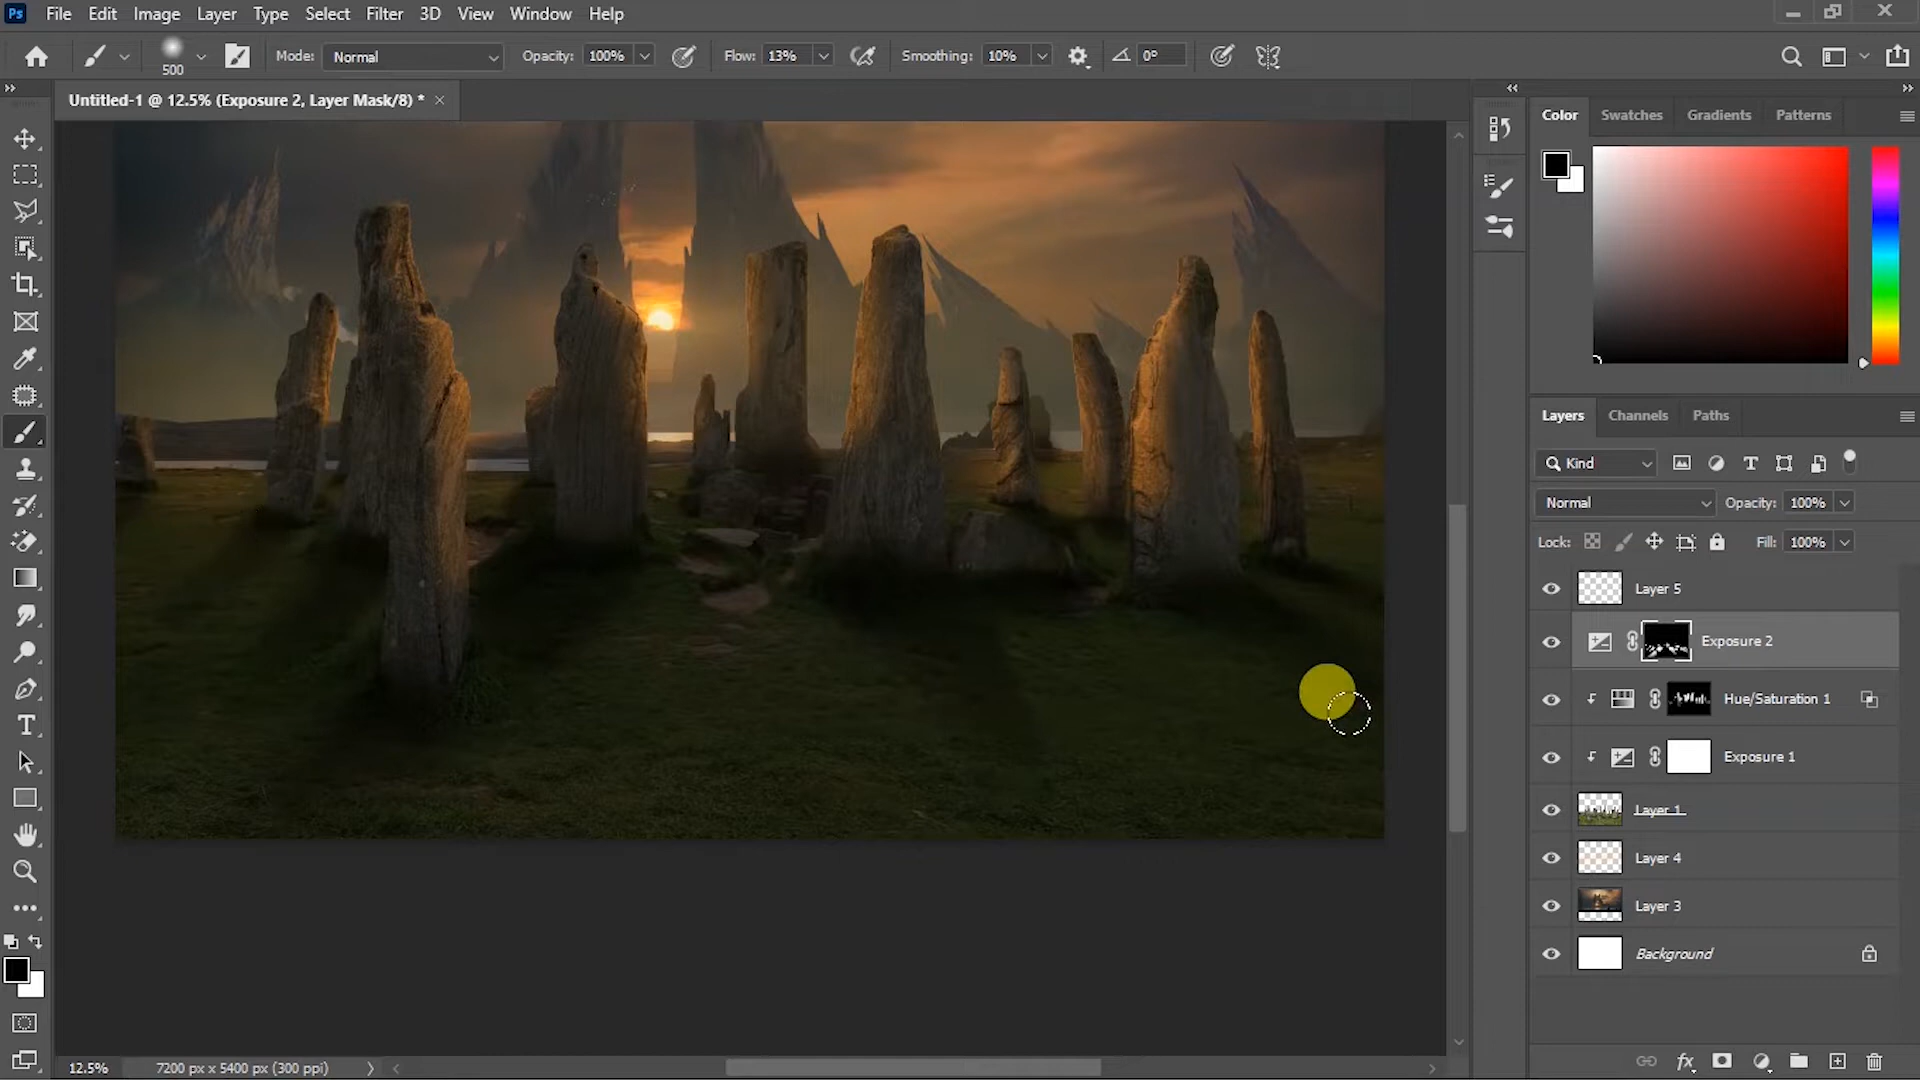 Ps File Edit Image Layer Type Select Filter 3D View Window Help
500 Mode: Normal Opacity: 100% Flow: 13% Smoothing: 10% 0°
Untitled-1 @ 12.5% (Exposure 2, Layer Mask/8) *
Color Swatches Gradients Patterns
Layers Channels Paths
Kind
Normal Opacity: 100%
Lock: Fill: 100%
Layer 5
Exposure 2
Hue/Saturation 1
Exposure 1
Layer 1
Layer 4
Layer 3
Background
12.5% 7200 px x 5400 px (300 ppi)